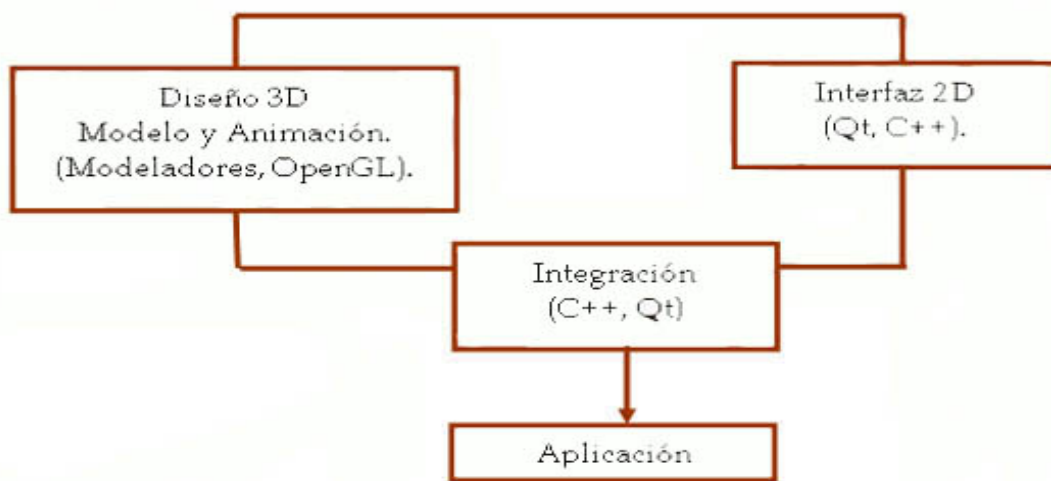 Diseño 3D
Modelo y Animación.
(Modeladores, OpenGL).
Interfaz 2D
(Qt, C++).
Integración
(C++, Qt)
Aplicación